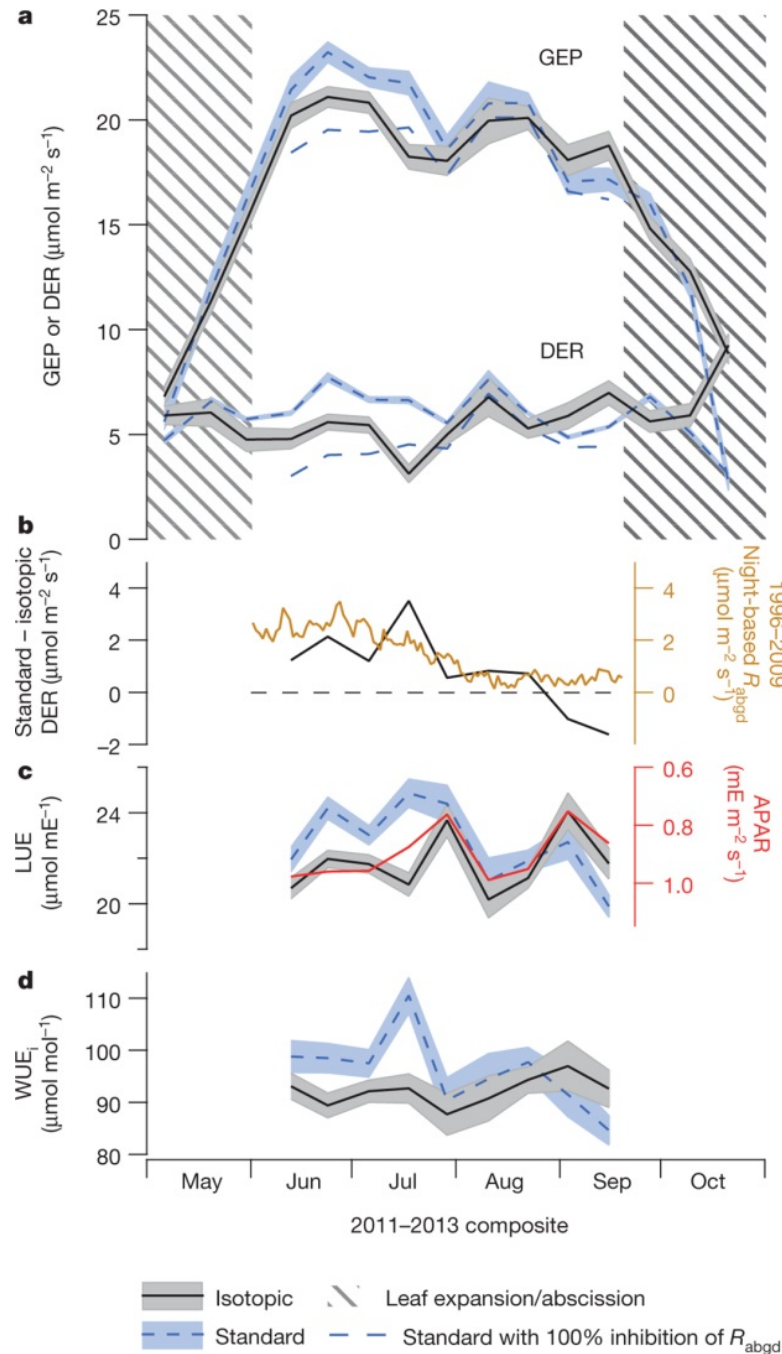 a
25
GEP
20
15
10
DER
5
0
GEP or DER (µmol m⁻² s⁻¹)
b
4
2
0
−2
Standard – isotopic
DER (µmol m⁻² s⁻¹)
4
2
0
1996–2009
Night-based R_abgd
(µmol m⁻² s⁻¹)
c
24
20
LUE
(µmol mE⁻¹)
0.6
0.8
1.0
APAR
(mE m⁻² s⁻¹)
d
110
100
90
80
WUE_i
(µmol mol⁻¹)
May Jun Jul Aug Sep Oct
2011–2013 composite
Isotopic Leaf expansion/abscission
Standard Standard with 100% inhibition of R_abgd